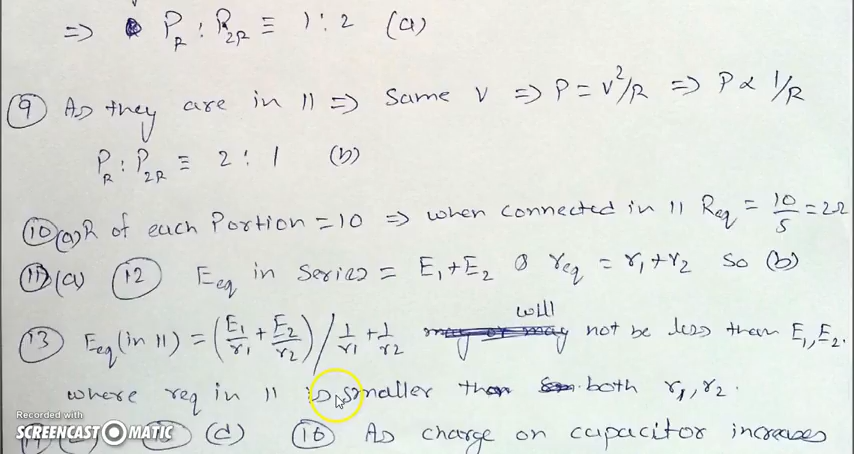 ⇒ P_R : P_2R ≡ 1 : 2 (a)
⑨ As they are in || ⇒ Same V ⇒ P = V²/R ⇒ P ∝ 1/R
P_R : P_2R ≡ 2 : 1 (b)
⑩(a) R of each Portion = 10 ⇒ when connected in || Req = 10/5 = 2Ω
⑪(a) ⑫ Eeq in series = E₁+E₂ & req = r₁+r₂ so (b)
will
⑬ Eeq (in ||) = (E₁/r₁ + E₂/r₂) / 1/r₁ + 1/r₂ not be less than E₁,E₂.
where req in || is smaller than both r₁,r₂.
Recorded with
SCREENCAST O MATIC
(d) ⑯ As charge on capacitor increases